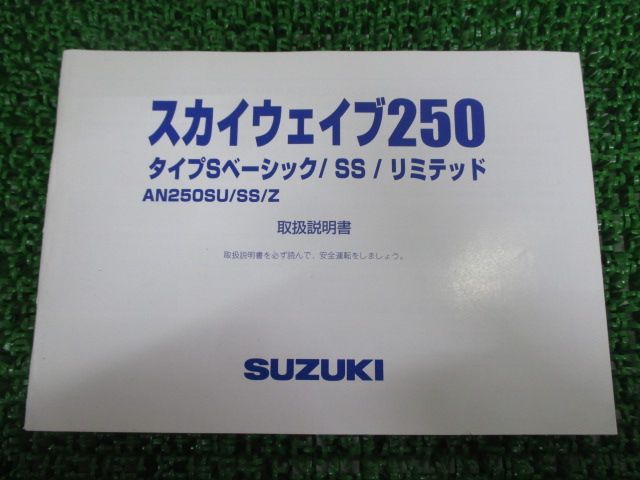 スカイウェイブ250
タイプSベーシック/ SS / リミテッド
AN250SU/SS/Z
取扱説明書
取扱説明書を必ず読んで、安全運転をしましょう。
SUZUKI